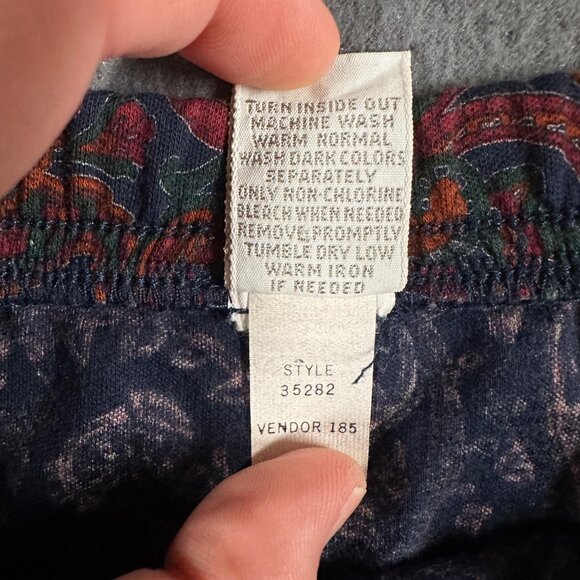 TURN INSIDE OUT
MACHINE WASH
WARM NORMAL
WASH DARK COLORS
SEPARATELY
ONLY NON-CHLORINE
BLEACH WHEN NEEDED
REMOVE PROMPTLY
TUMBLE DRY LOW
WARM IRON
IF NEEDED
STYLE
35282
VENDOR 185